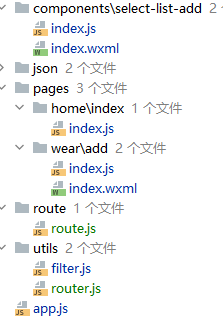 components\select-list-add 2
index.js
index.wxml
json 2 个文件
pages 3 个文件
home\index 1 个文件
index.js
wear\add 2 个文件
index.js
index.wxml
route 1 个文件
route.js
utils 2 个文件
filter.js
router.js
app.js